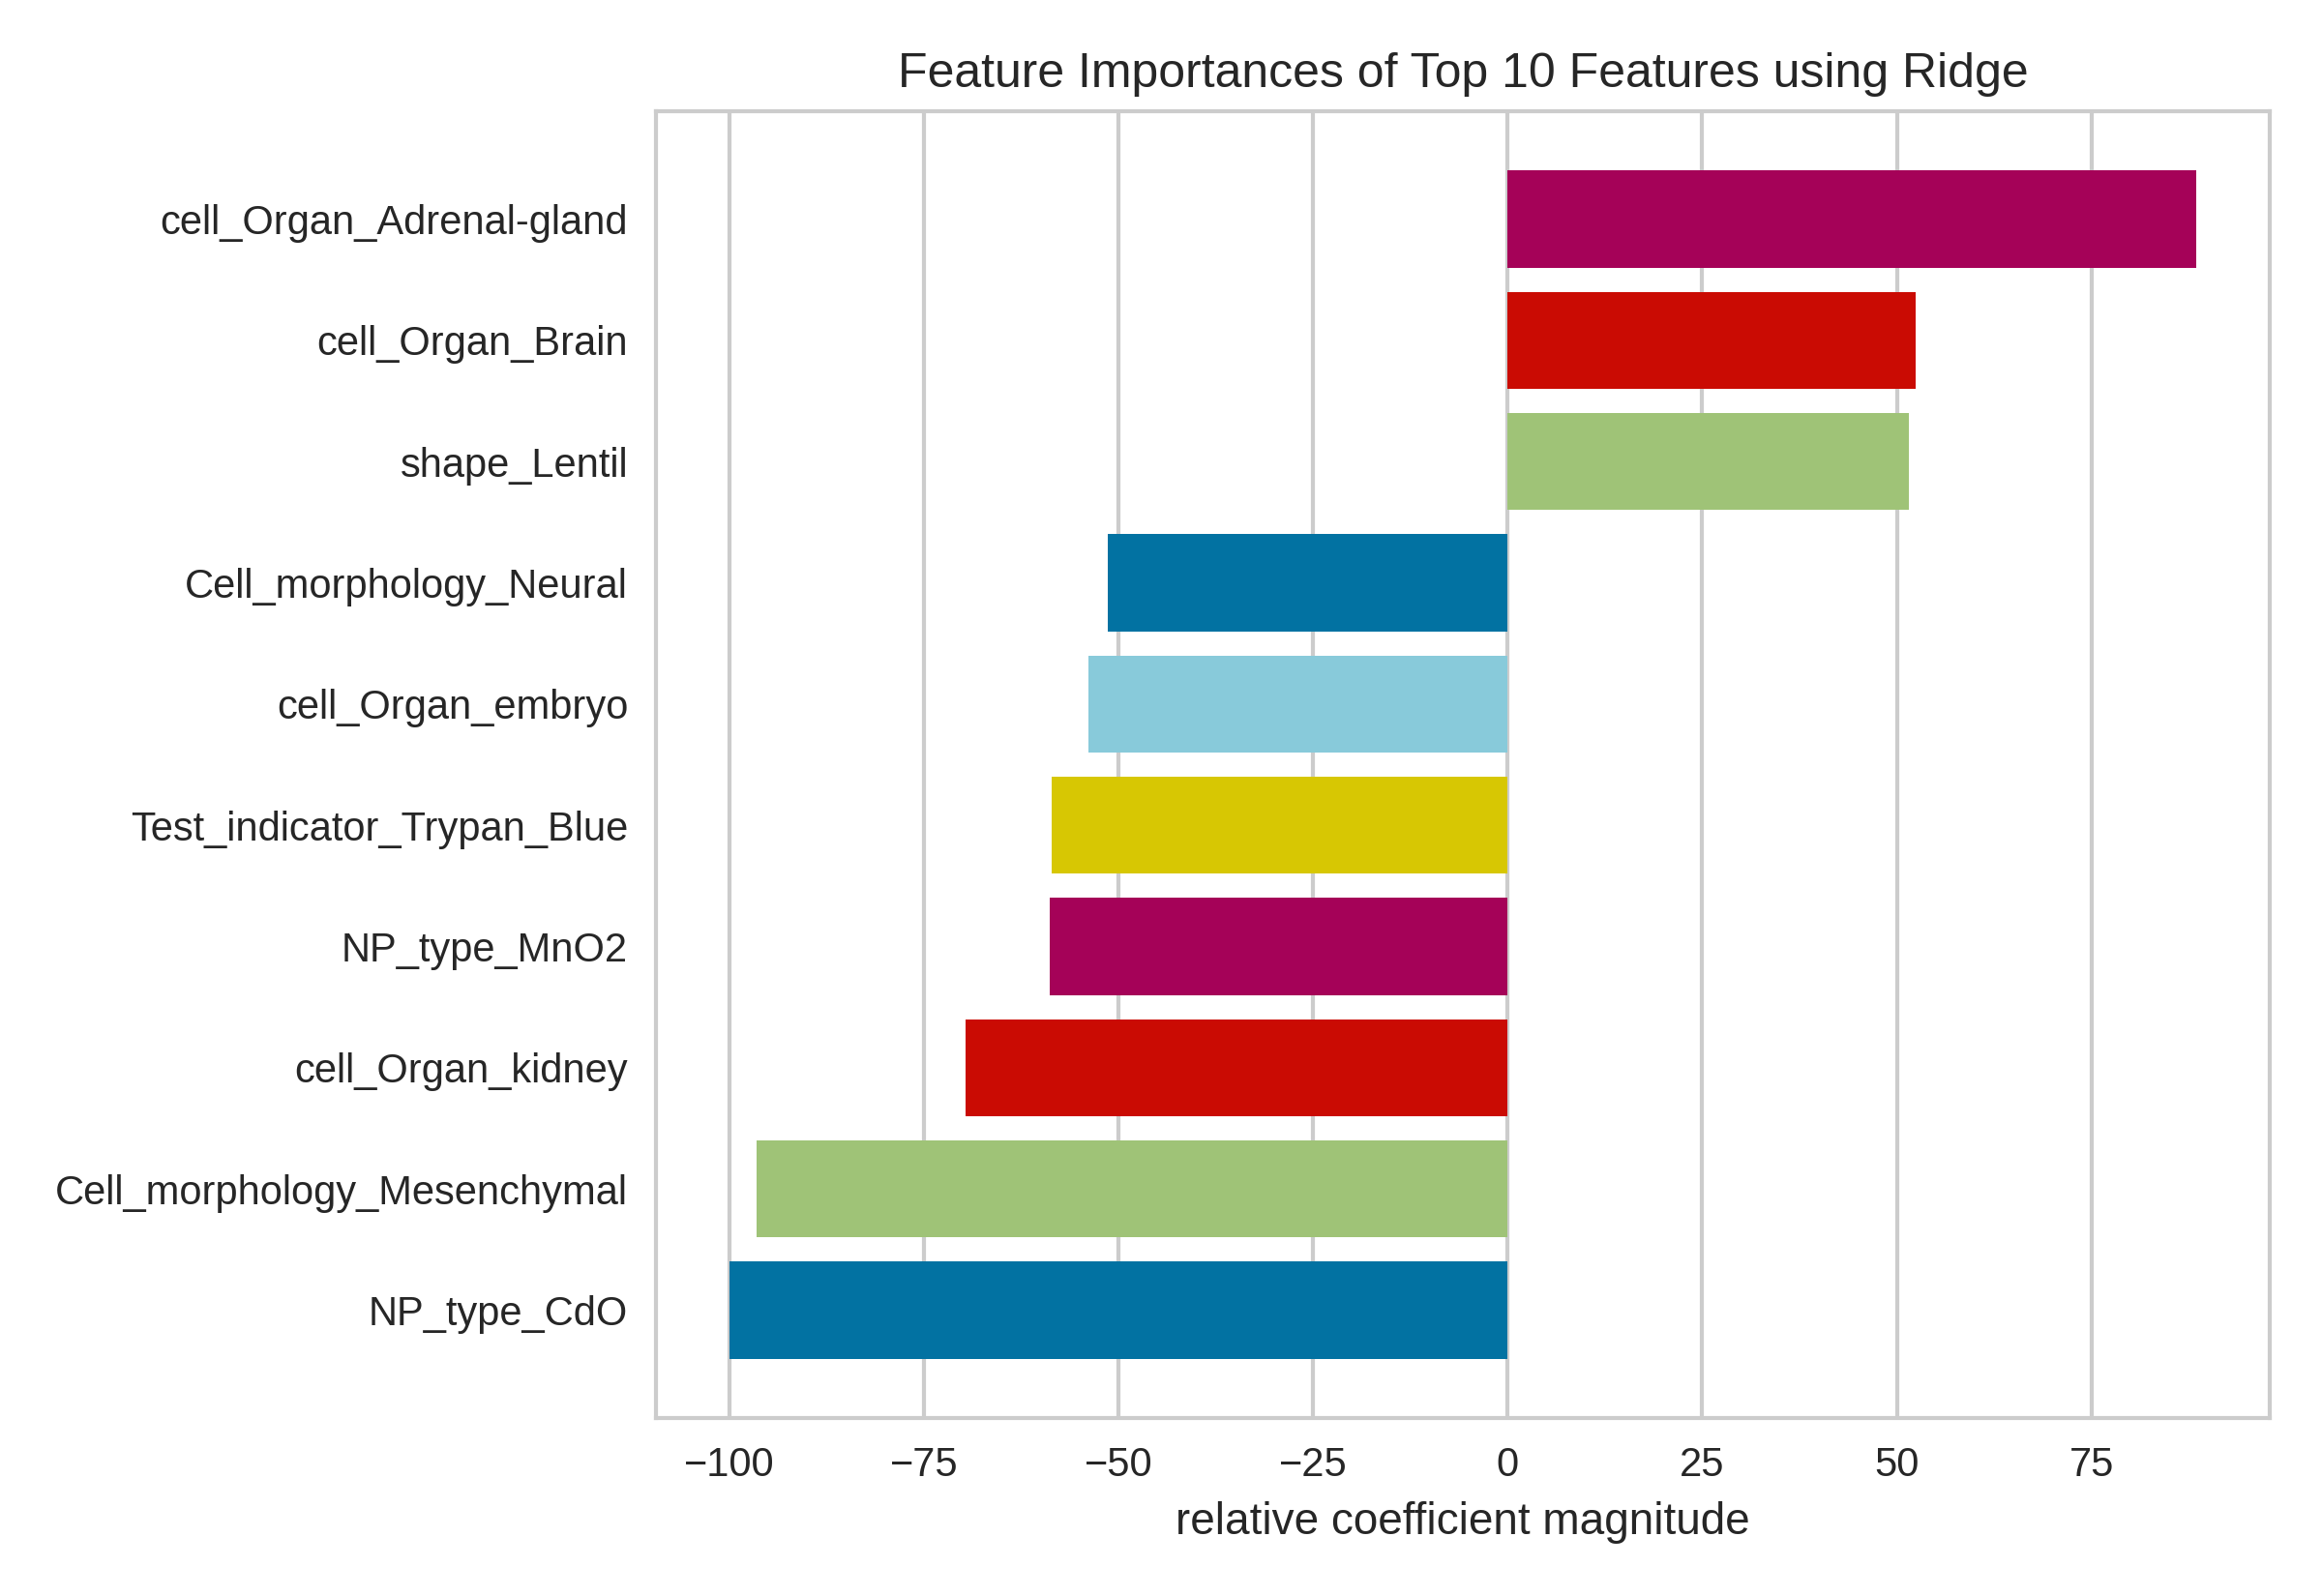 Feature Importances of Top 10 Features using Ridge
cell_Organ_Adrenal-gland
cell_Organ_Brain
shape_Lentil
Cell_morphology_Neural
cell_Organ_embryo
Test_indicator_Trypan_Blue
NP_type_MnO2
cell_Organ_kidney
Cell_morphology_Mesenchymal
NP_type_CdO
−100 −75 −50 −25 0 25 50 75
relative coefficient magnitude